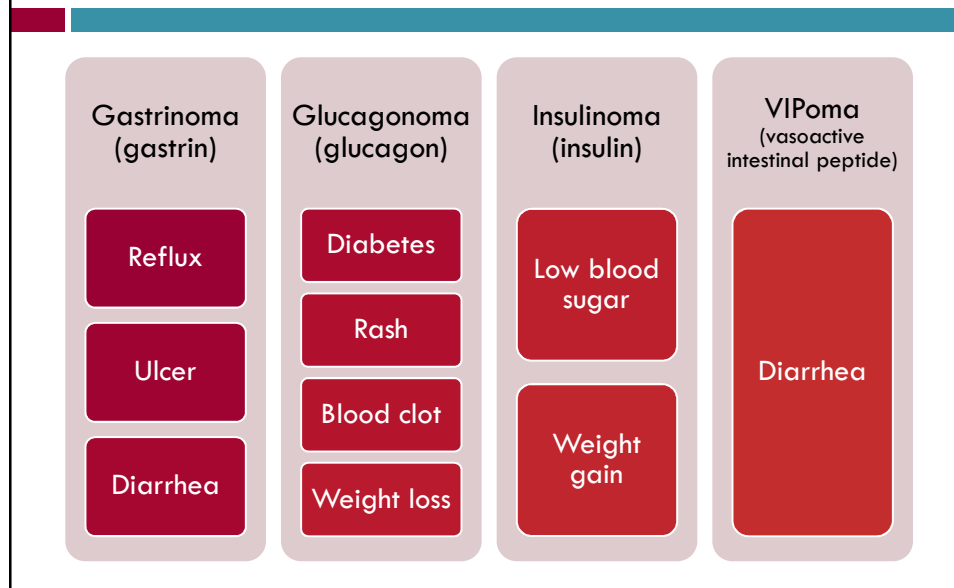 Gastrinoma
(gastrin)
Reflux
Ulcer
Diarrhea
Glucagonoma
(glucagon)
Diabetes
Rash
Blood clot
Weight loss
Insulinoma
(insulin)
Low blood
sugar
Weight
gain
VIPoma
(vasoactive
intestinal peptide)
Diarrhea